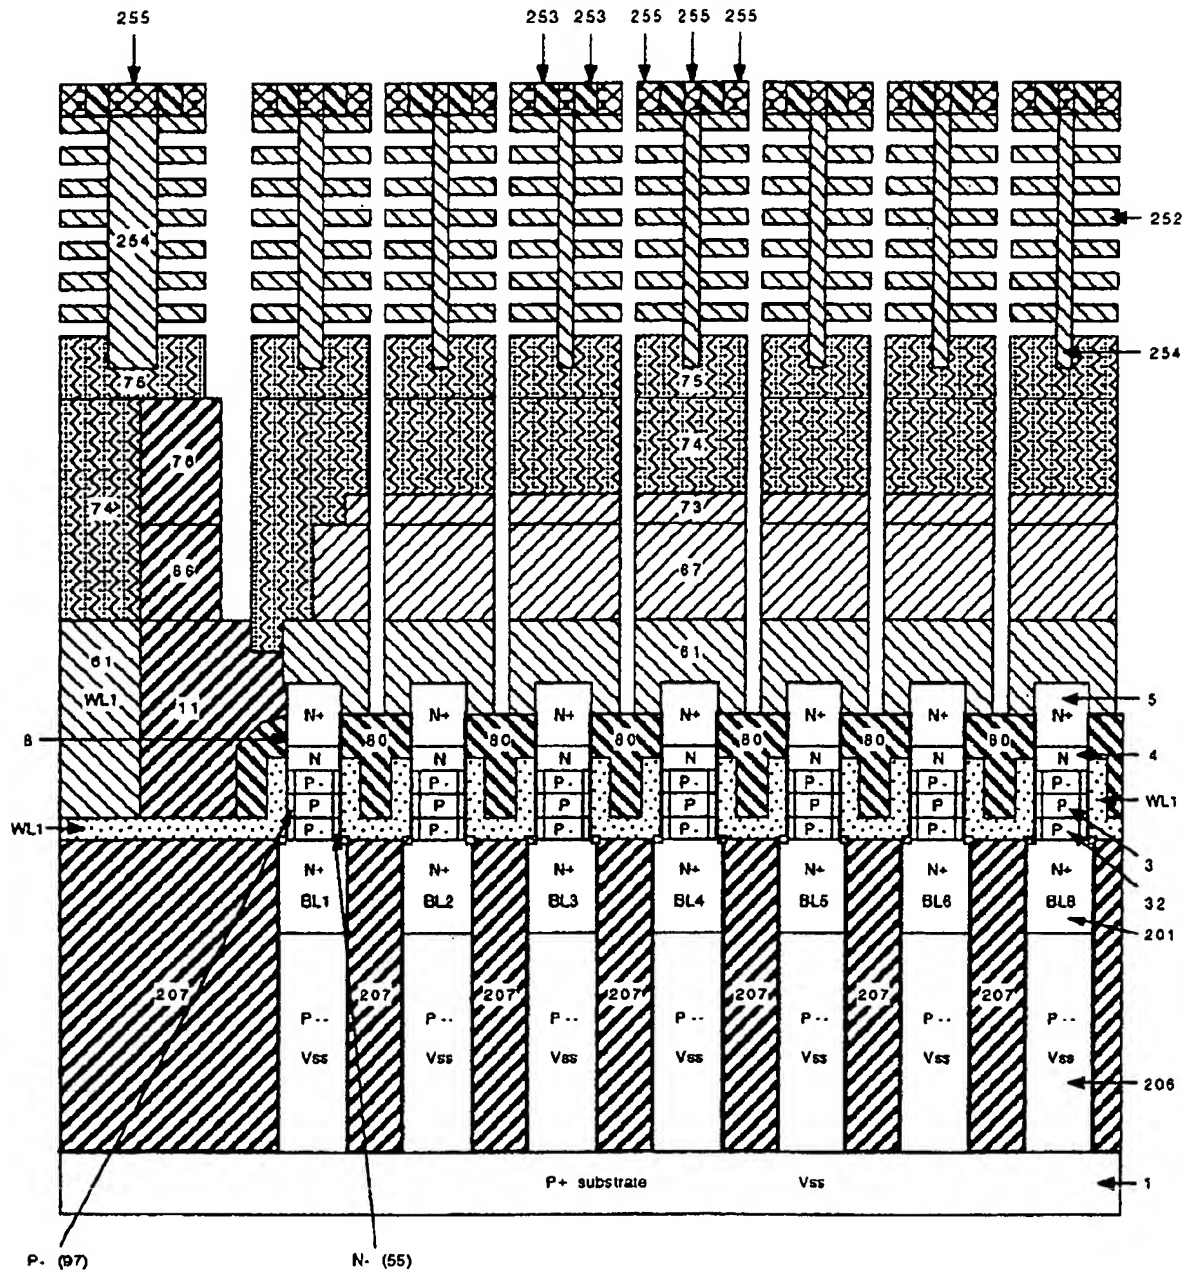 255 253 253 255 255 255
252
254
254
75 75
74
76
74
73
86 67
61 61
WL1 11
N+ N+ N+ N+ N+ N+ N+ 5
8 80 80 80 80 80 80
N N N N N N N 4
P- P- P- P- P- P- P-
P P P P P P P WL1
WL1 P- P- P- P- P- P- P-
3
N+ N+ N+ N+ N+ N+ N+
32
BL1 BL2 BL3 BL4 BL5 BL6 BL8
201
207 207 207 207 207 207 207
P-- P-- P-- P-- P-- P-- P--
Vss Vss Vss Vss Vss Vss Vss
206
P+ substrate Vss 1
P- (97) N- (55)